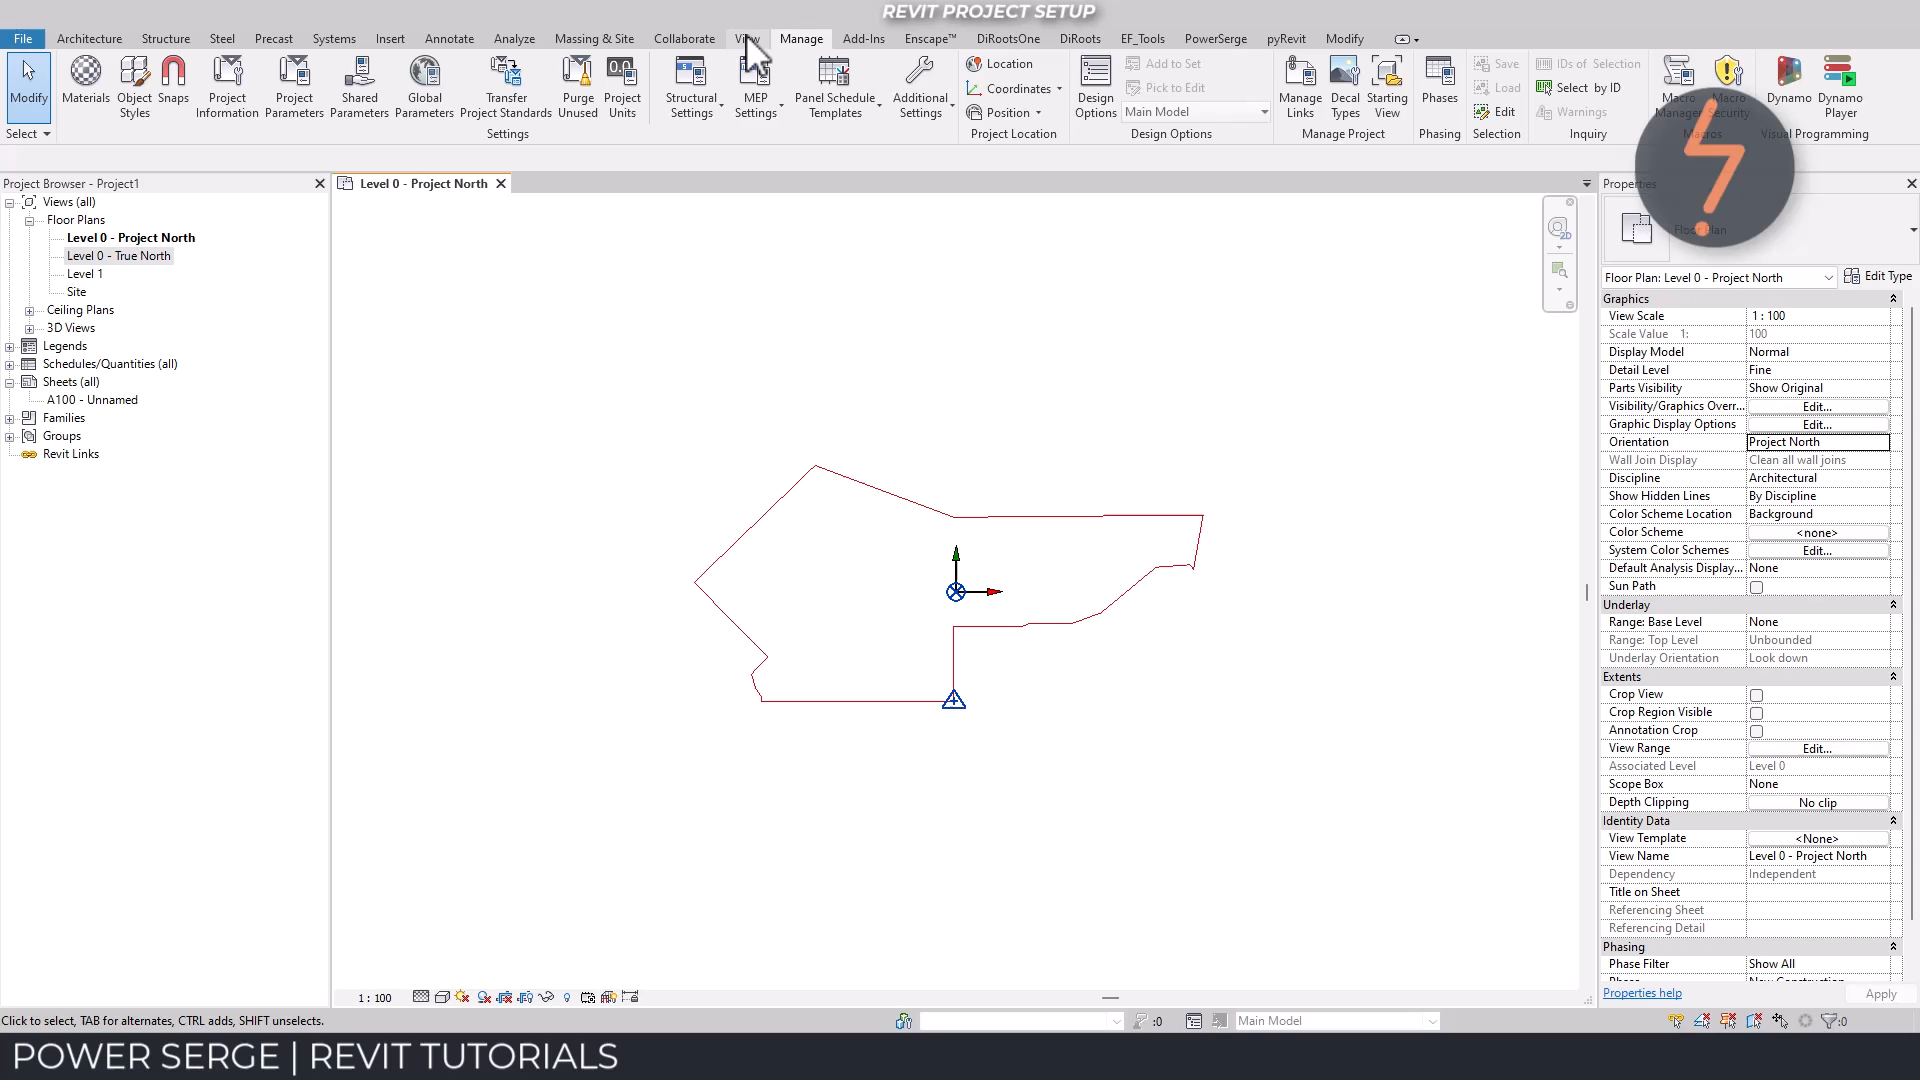 REVIT PROJECT SETUP
File Architecture Structure Steel Precast Systems Insert Annotate Analyze Massing & Site Collaborate View Manage Add-Ins Enscape™ DiRootsOne DiRoots EF_Tools PowerSerge pyRevit Modify
Modify Materials Object Styles Snaps Project Information Project Parameters Shared Parameters Global Parameters Transfer Project Standards Purge Unused Project Units Structural Settings MEP Settings Panel Schedule Templates Additional Settings
Location
Coordinates
Position
Design Options
Add to Set
Pick to Edit
Main Model
Manage Links Decal Types Starting View Phases
Save
Load
Edit
IDs of Selection
Select by ID
Warnings
Macro Manager Macro Security Dynamo Dynamo Player
Select Settings Project Location Design Options Manage Project Phasing Selection Inquiry Macros Visual Programming
Project Browser - Project1
Views (all)
Floor Plans
Level 0 - Project North
Level 0 - True North
Level 1
Site
Ceiling Plans
3D Views
Legends
Schedules/Quantities (all)
Sheets (all)
A100 - Unnamed
Families
Groups
Revit Links
Level 0 - Project North
2D
Properties
Floor Plan
Floor Plan: Level 0 - Project North Edit Type
Graphics
View Scale 1 : 100
Scale Value 1: 100
Display Model Normal
Detail Level Fine
Parts Visibility Show Original
Visibility/Graphics Overr... Edit...
Graphic Display Options Edit...
Orientation Project North
Wall Join Display Clean all wall joins
Discipline Architectural
Show Hidden Lines By Discipline
Color Scheme Location Background
Color Scheme <none>
System Color Schemes Edit...
Default Analysis Display... None
Sun Path
Underlay
Range: Base Level None
Range: Top Level Unbounded
Underlay Orientation Look down
Extents
Crop View
Crop Region Visible
Annotation Crop
View Range Edit...
Associated Level Level 0
Scope Box None
Depth Clipping No clip
Identity Data
View Template <None>
View Name Level 0 - Project North
Dependency Independent
Title on Sheet
Referencing Sheet
Referencing Detail
Phasing
Phase Filter Show All
Properties help Apply
1 : 100
Click to select, TAB for alternates, CTRL adds, SHIFT unselects.
:0 Main Model :0
POWER SERGE | REVIT TUTORIALS